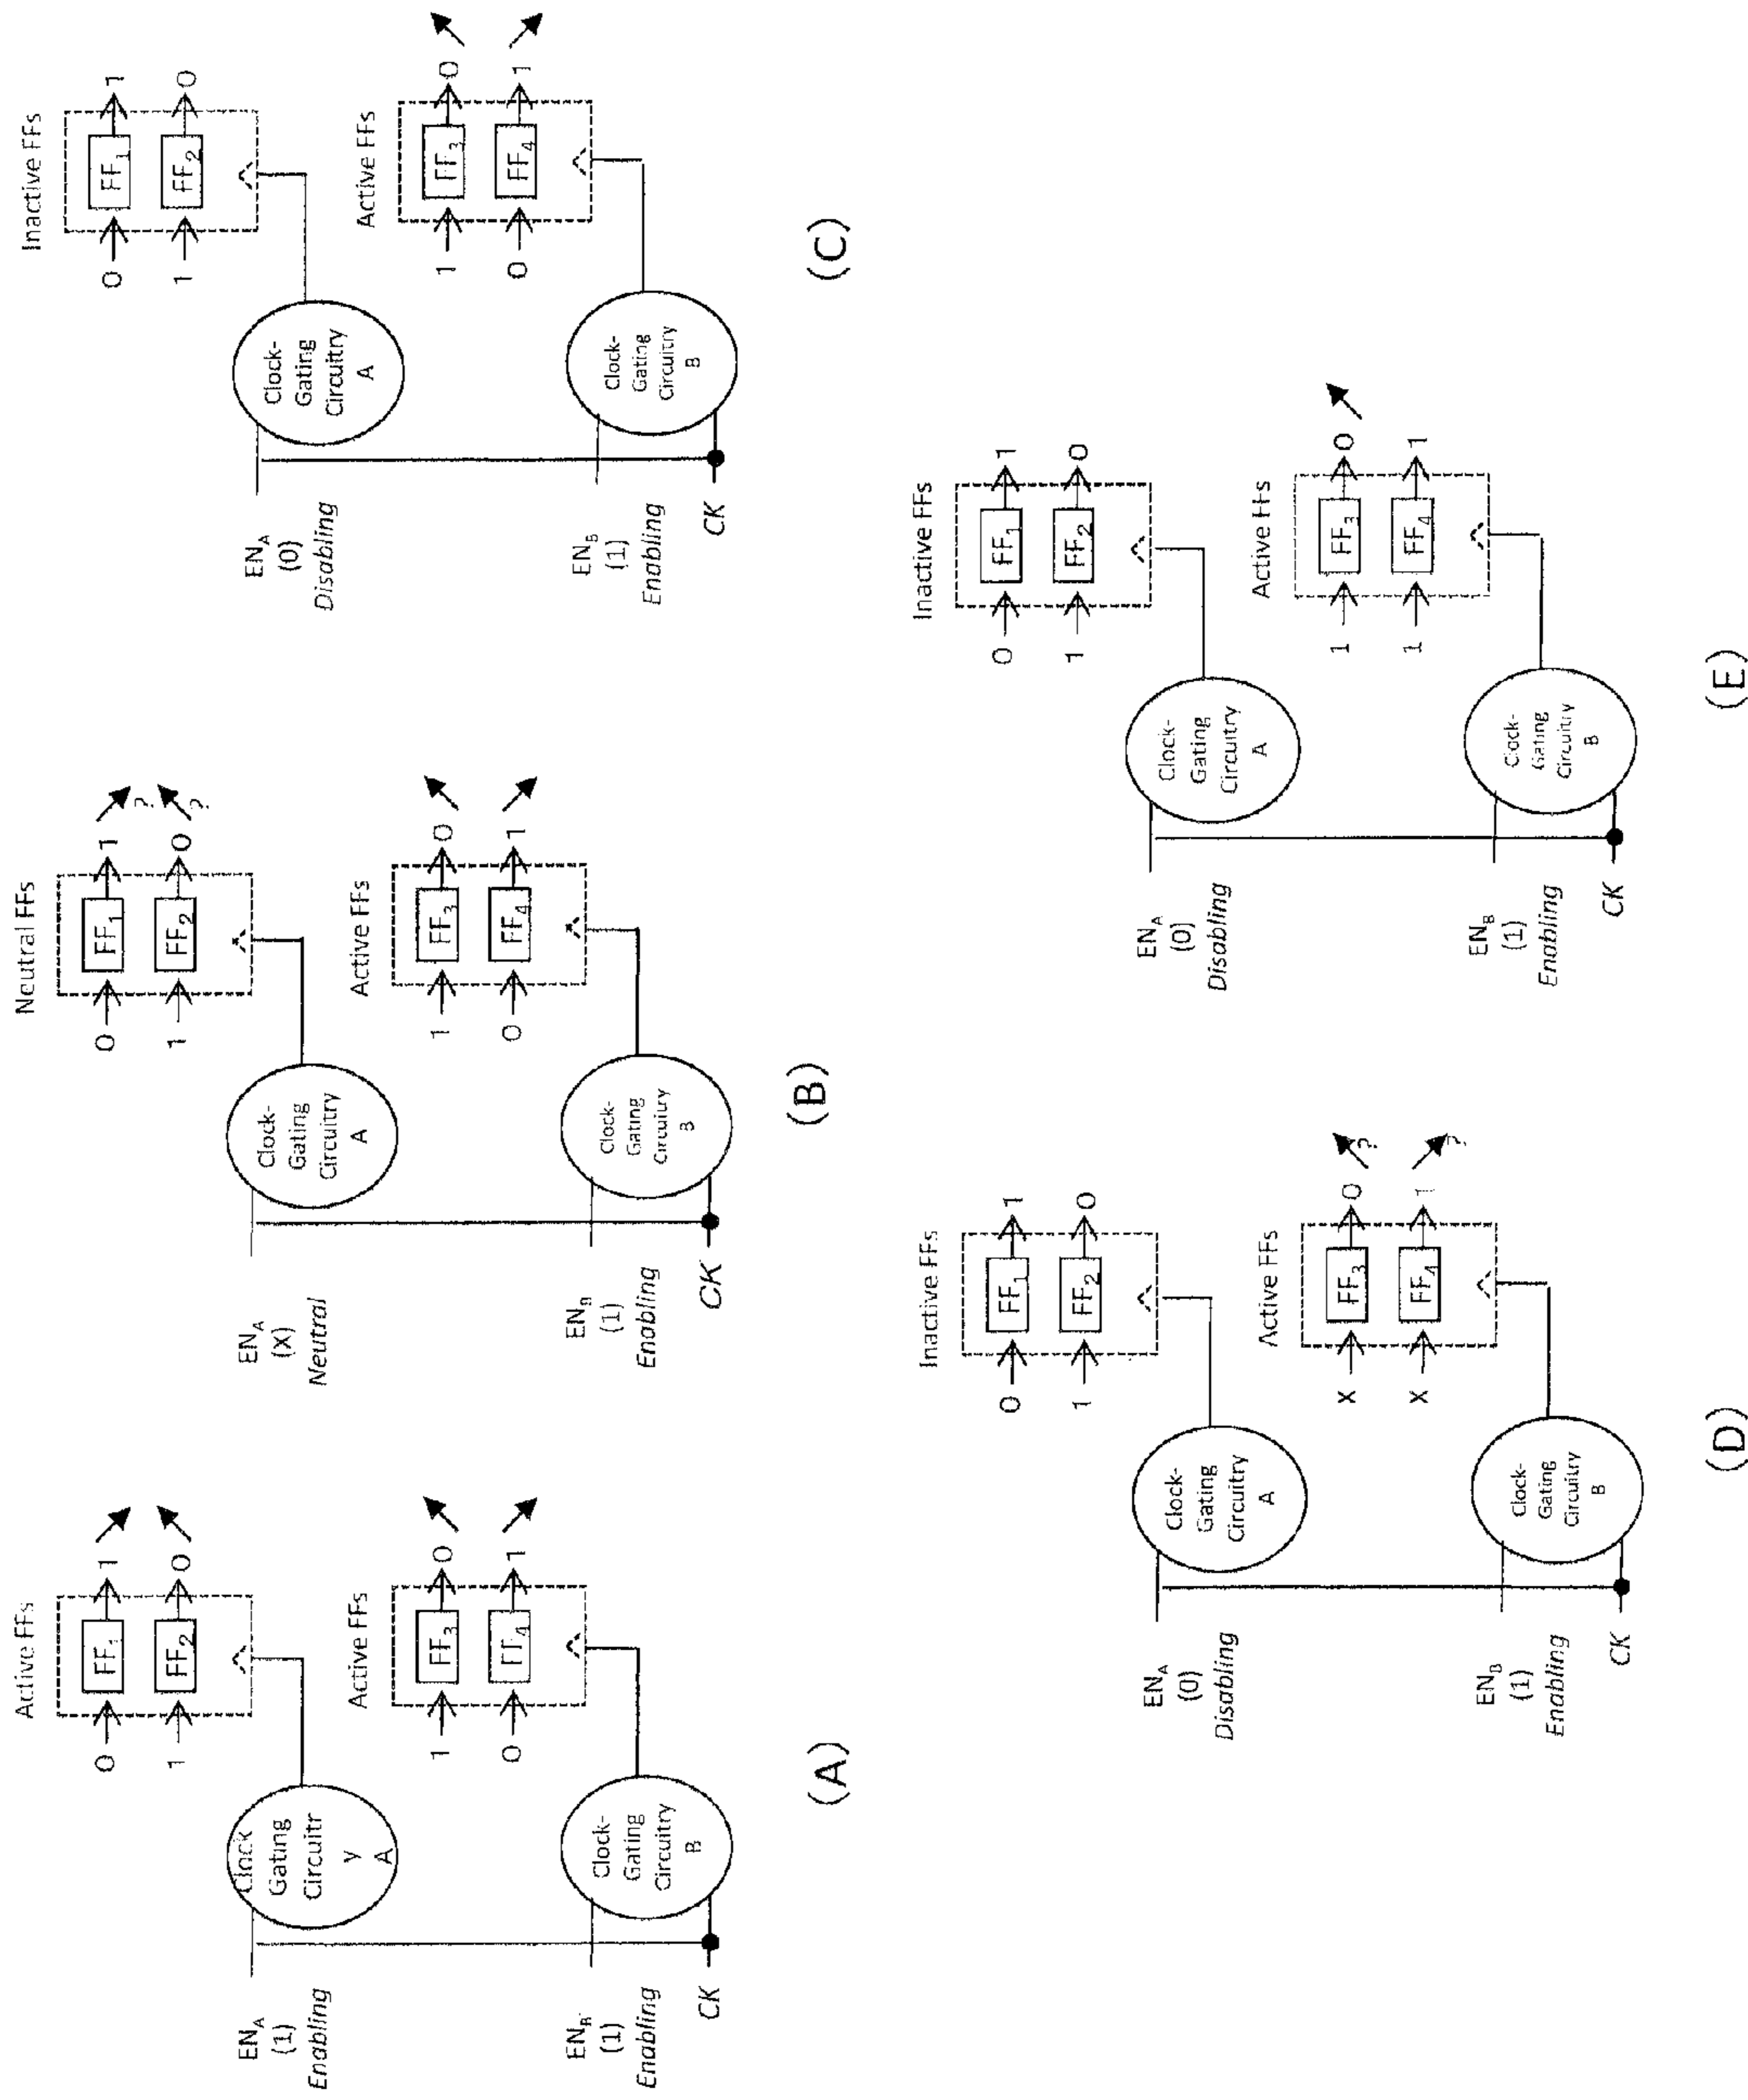 Active FFs
0 FF1 1
1 FF2 0
Clock
Gating
Circuitr
y
A
ENA
(1)
Enabling
Active FFs
1 FF3 0
0 FF4 1
Clock-
Gating
Circuitry
B
ENB
(1)
Enabling
CK
(A)
Neutral FFs
0 FF1 1 ?
1 FF2 0 ?
Clock-
Gating
Circuitry
A
ENA
(X)
Neutral
Active FFs
1 FF3 0
0 FF4 1
Clock-
Gating
Circuitry
B
ENB
(1)
Enabling
CK
(B)
Inactive FFs
0 FF1 1
1 FF2 0
Clock-
Gating
Circuitry
A
ENA
(0)
Disabling
Active FFs
1 FF3 0
0 FF4 1
Clock-
Gating
Circuitry
B
ENB
(1)
Enabling
CK
(C)
Inactive FFs
0 FF1 1
1 FF2 0
Clock-
Gating
Circuitry
A
ENA
(0)
Disabling
Active FFs
X FF3 0 ?
X FF4 1 ?
Clock-
Gating
Circuitry
B
ENB
(1)
Enabling
CK
(D)
Inactive FFs
0 FF1 1
1 FF2 0
Clock-
Gating
Circuitry
A
ENA
(0)
Disabling
Active FFs
1 FF3 0
1 FF4 1
Clock-
Gating
Circuitry
B
ENB
(1)
Enabling
CK
(E)